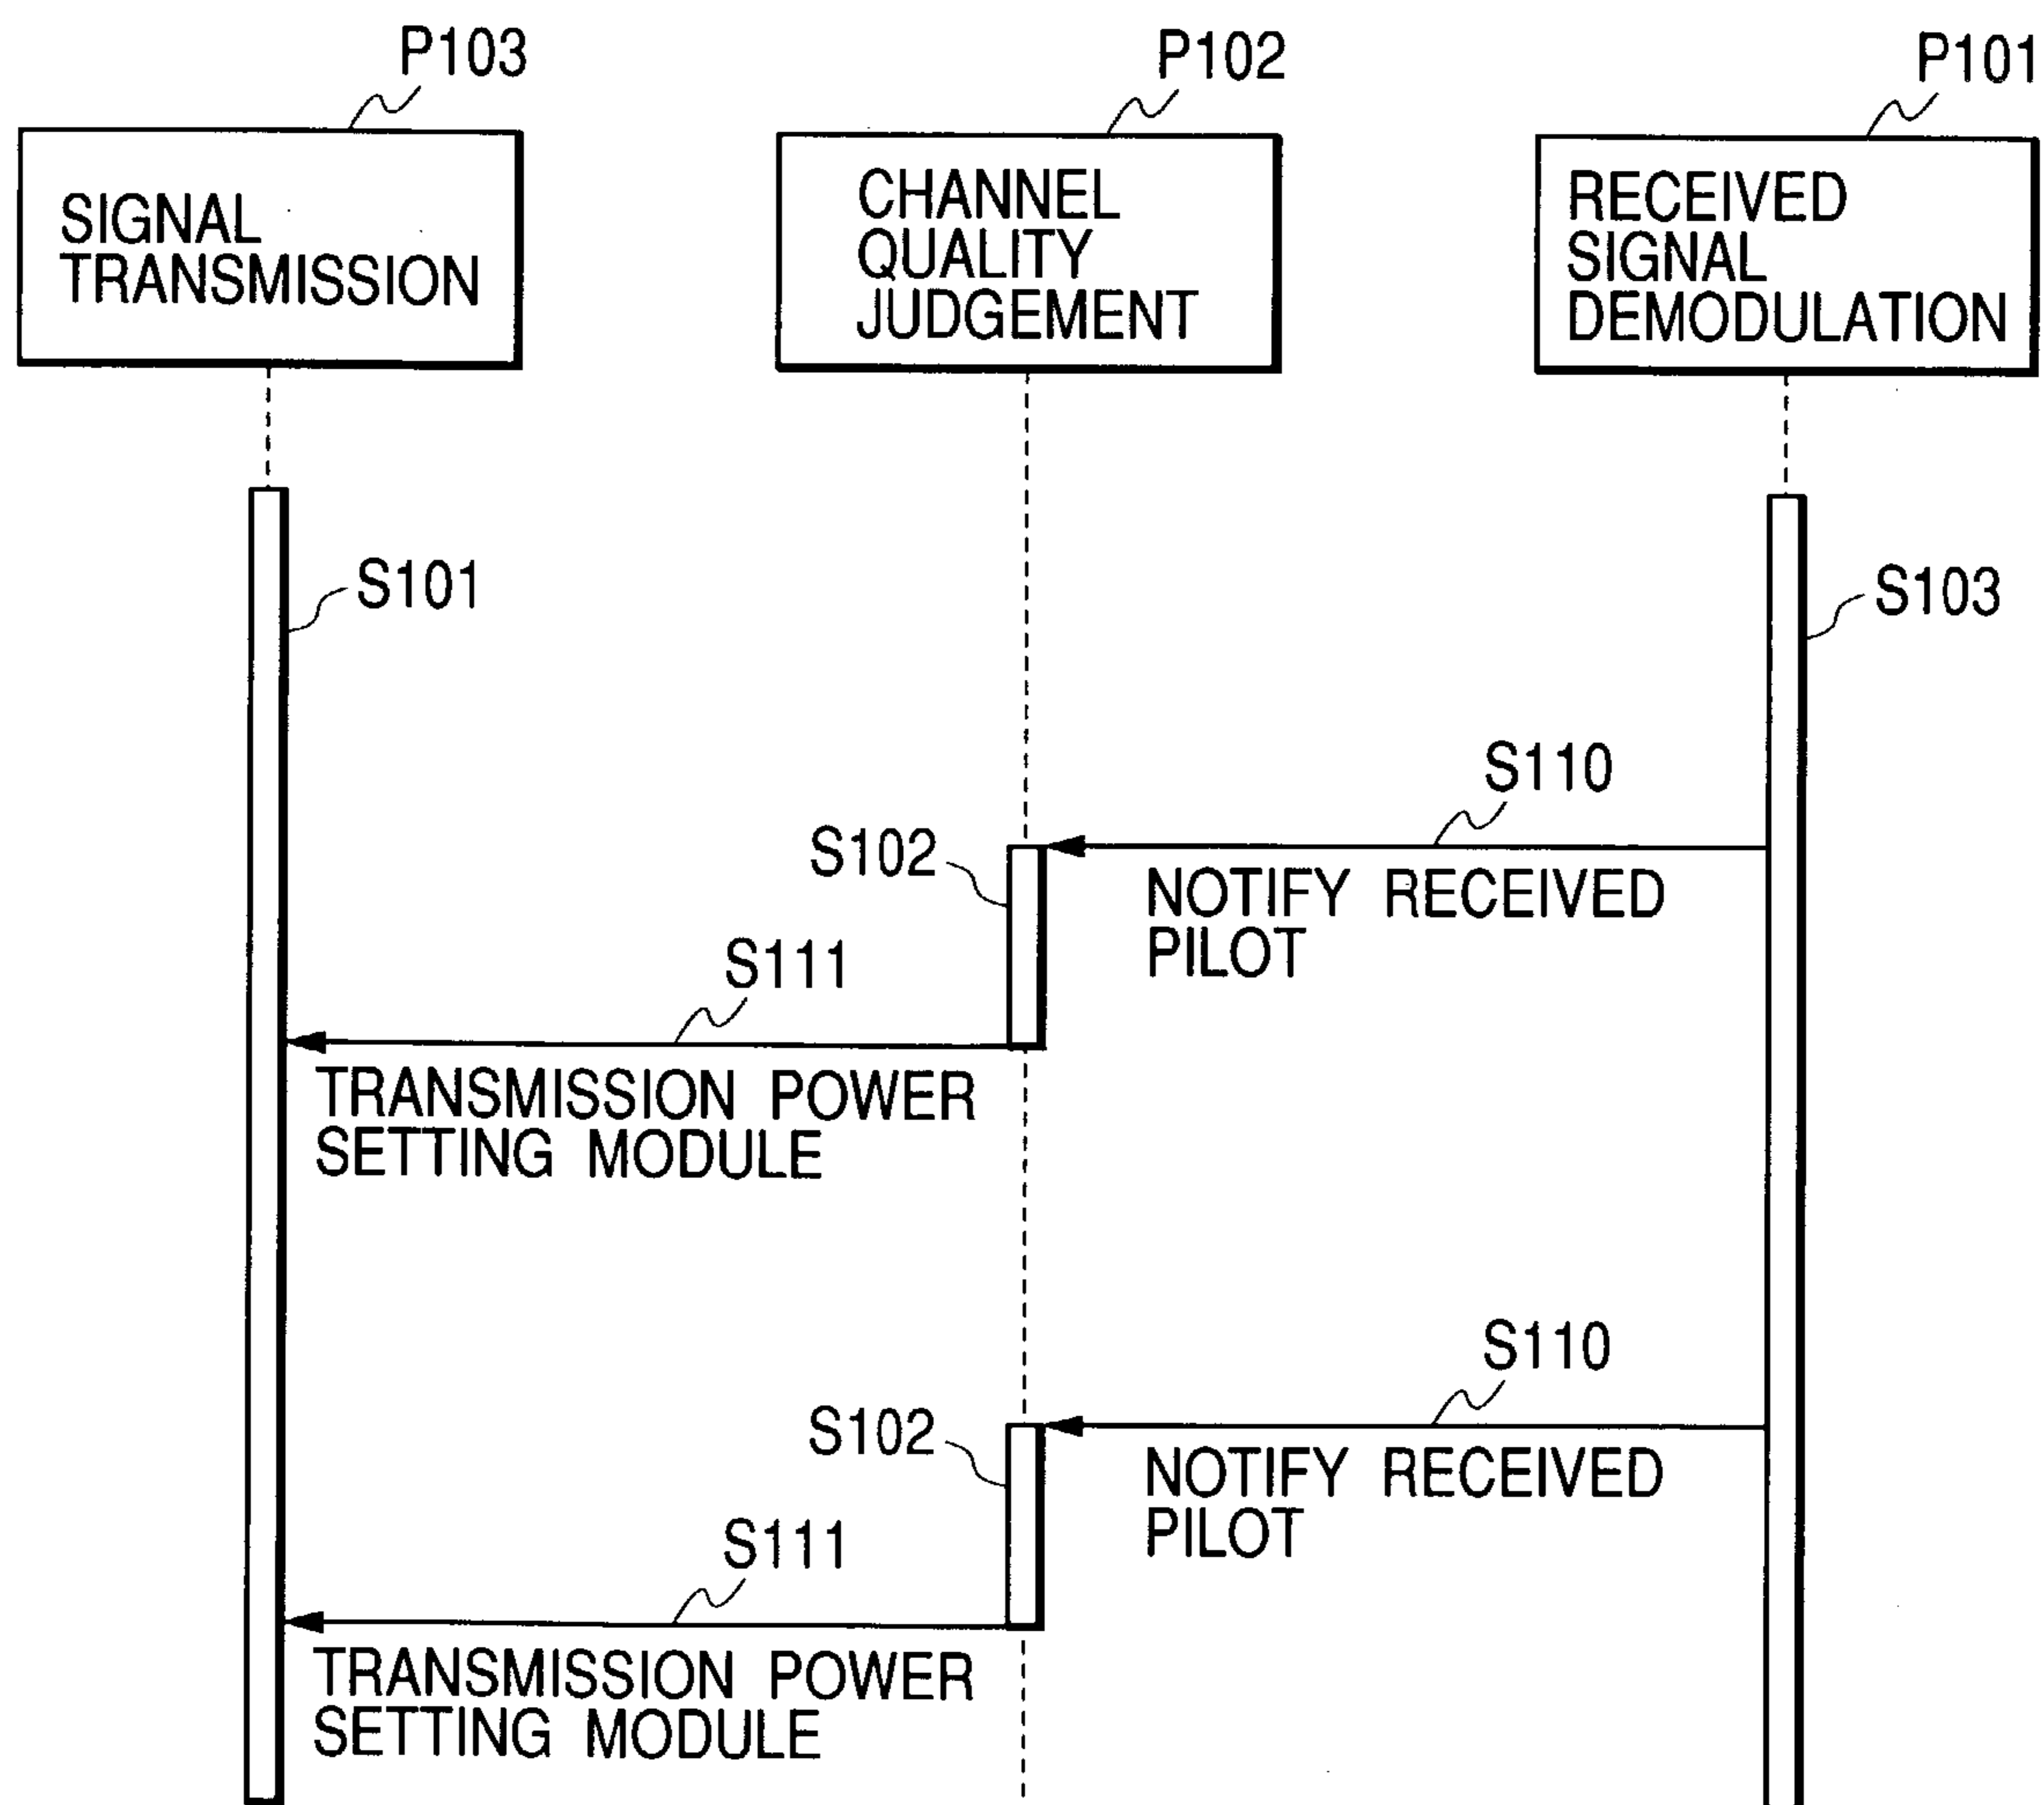 P103
P102
P101
SIGNAL
TRANSMISSION
CHANNEL
QUALITY
JUDGEMENT
RECEIVED
SIGNAL
DEMODULATION
S101
S103
S110
S102
NOTIFY RECEIVED
PILOT
S111
TRANSMISSION POWER
SETTING MODULE
S110
S102
NOTIFY RECEIVED
PILOT
S111
TRANSMISSION POWER
SETTING MODULE